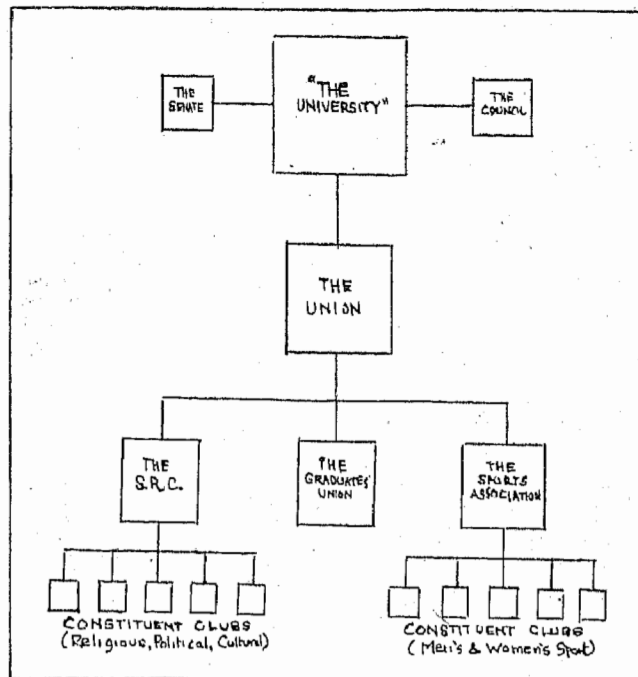 THE
SENATE
"THE
UNIVERSITY"
THE
COUNCIL
THE
UNION
THE
S.R.C.
THE
GRADUATES'
UNION
THE
SPORTS
ASSOCIATION
CONSTITUENT CLUBS
(Religious, Political, Cultural)
CONSTITUENT CLUBS
(Men's & Women's Sport)